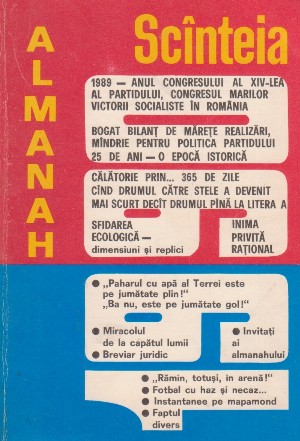 ALMANAH
Scînteia
1989 — ANUL CONGRESULUI AL XIV-LEA
AL PARTIDULUI, CONGRESUL MARILOR
VICTORII SOCIALISTE ÎN ROMÂNIA
BOGAT BILANȚ DE MĂREȚE REALIZĂRI,
MÎNDRIE PENTRU POLITICA PARTIDULUI
25 DE ANI — O EPOCĂ ISTORICĂ
CĂLĂTORIE PRIN... 365 DE ZILE
CÎND DRUMUL CĂTRE STELE A DEVENIT
MAI SCURT DECÎT DRUMUL PÎNĂ LA LITERA A
SFIDAREA
ECOLOGICĂ —
dimensiuni și replici
INIMA
PRIVITĂ
RAȚIONAL
● „Paharul cu apă al Terrei este
pe jumătate plin!"
„Ba nu, este pe jumătate gol!"
● Miracolul
de la capătul lumii
● Breviar juridic
● Invitați
ai
almanahului
● „Rămîn, totuși, în arenă!"
● Fotbal cu haz și necaz...
● Instantanee pe mapamond
● Faptul
divers